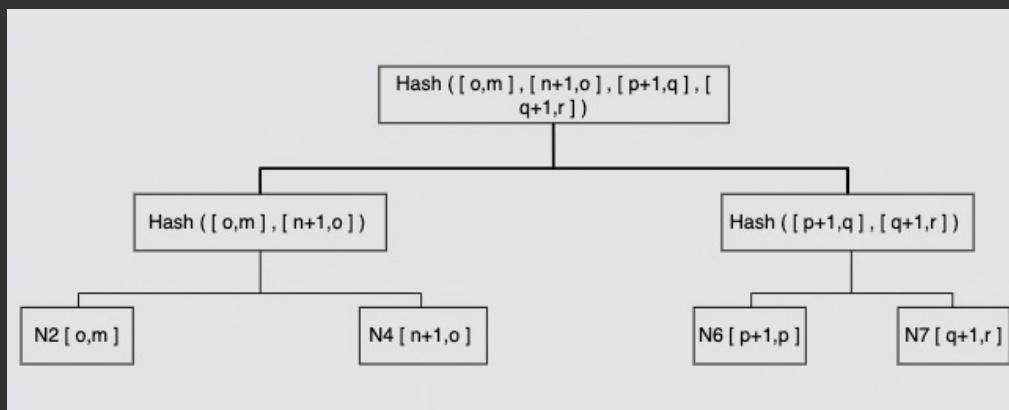 Hash ( [ o,m ] , [ n+1,o ] , [ p+1,q ] , [
q+1,r ] )
Hash ( [ o,m ] , [ n+1,o ] )
Hash ( [ p+1,q ] , [ q+1,r ] )
N2 [ o,m ]
N4 [ n+1,o ]
N6 [ p+1,p ]
N7 [ q+1,r ]